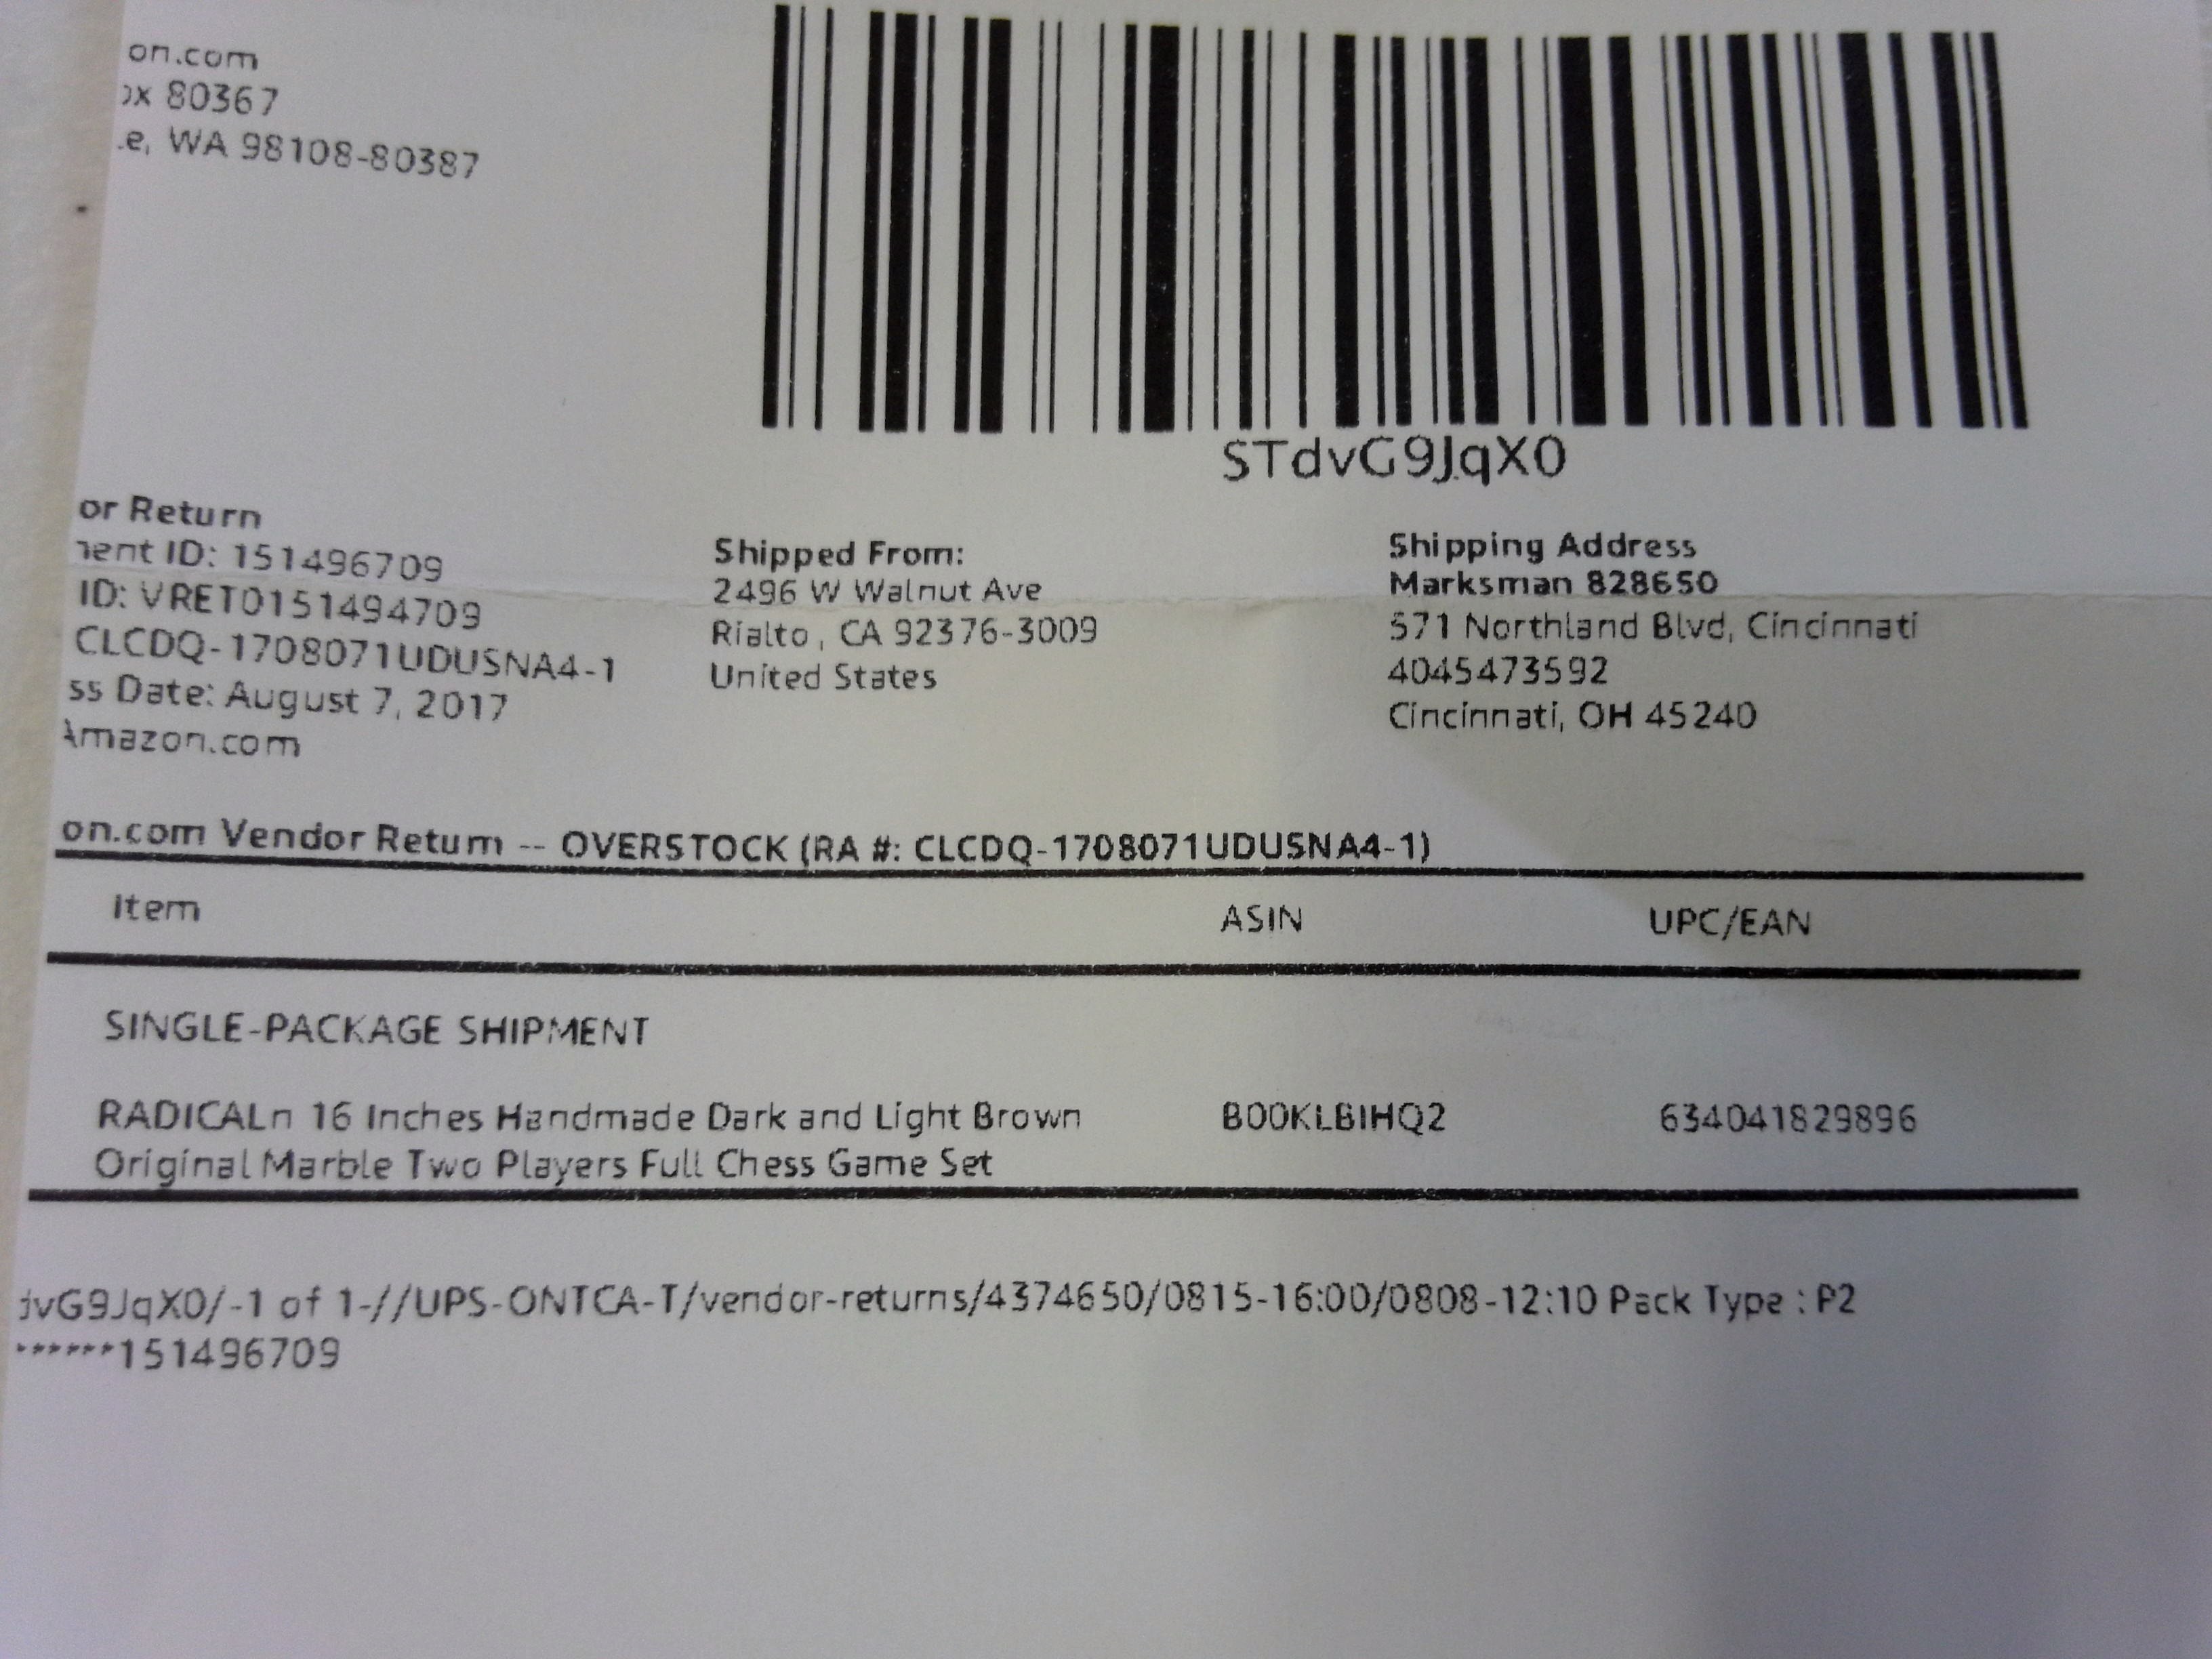 on.com
ox 80367
e, WA 98108-80387
STdvG9JqX0
or Return
ment ID: 151496709
ID: VRET0151494709
CLCDQ-1708071UDUSNA4-1
ss Date: August 7, 2017
Amazon.com
Shipped From:
2496 W Walnut Ave
Rialto , CA 92376-3009
United States
Shipping Address
Marksman 828650
571 Northland Blvd, Cincinnati
4045473592
Cincinnati, OH 45240
on.com Vendor Return -- OVERSTOCK (RA #: CLCDQ-1708071UDUSNA4-1)
Item ASIN UPC/EAN
SINGLE-PACKAGE SHIPMENT
RADICALn 16 Inches Handmade Dark and Light Brown B00KLBIHQ2 634041829896
Original Marble Two Players Full Chess Game Set
dvG9JqX0/-1 of 1-//UPS-ONTCA-T/vendor-returns/4374650/0815-16:00/0808-12:10 Pack Type : P2
******151496709